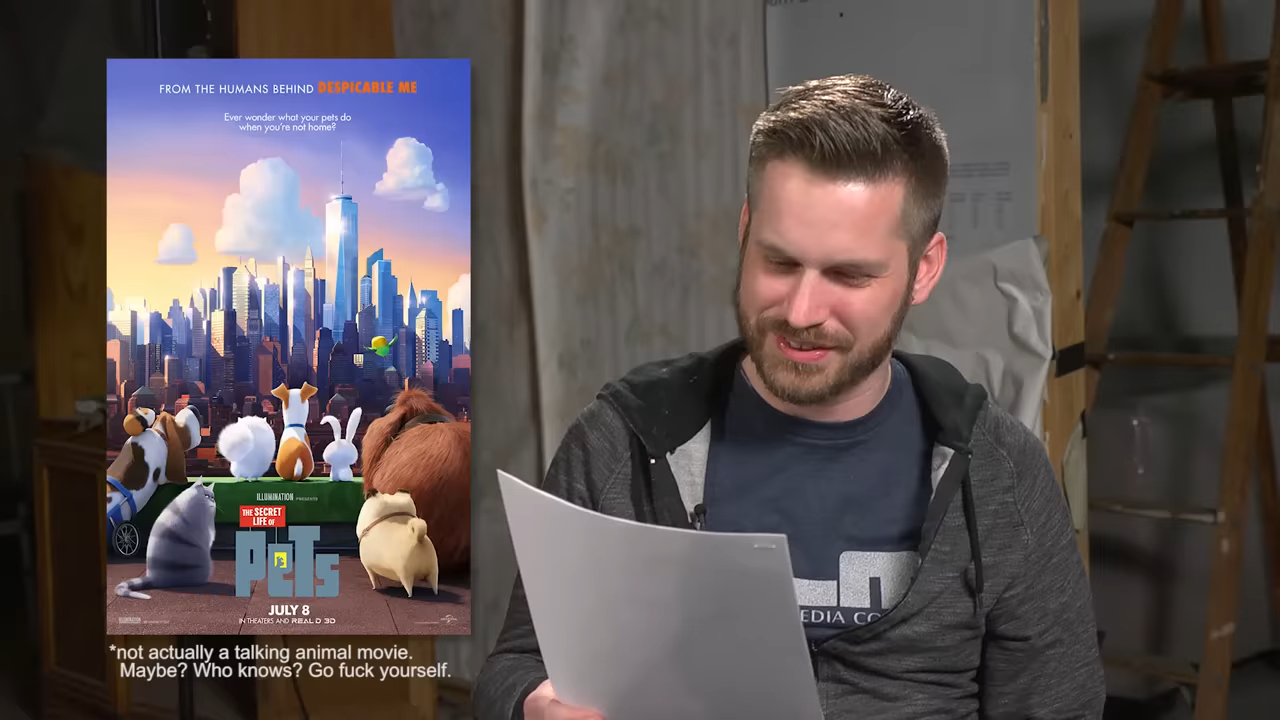 FROM THE HUMANS BEHIND DESPICABLE ME
Ever wonder what your pets do
when you're not home?
ILLUMINATION PRESENTS
THE SECRET
LIFE OF
PeTs
JULY 8
IN THEATERS AND REAL D 3D
*not actually a talking animal movie.
Maybe? Who knows? Go fuck yourself.
EDIA CO